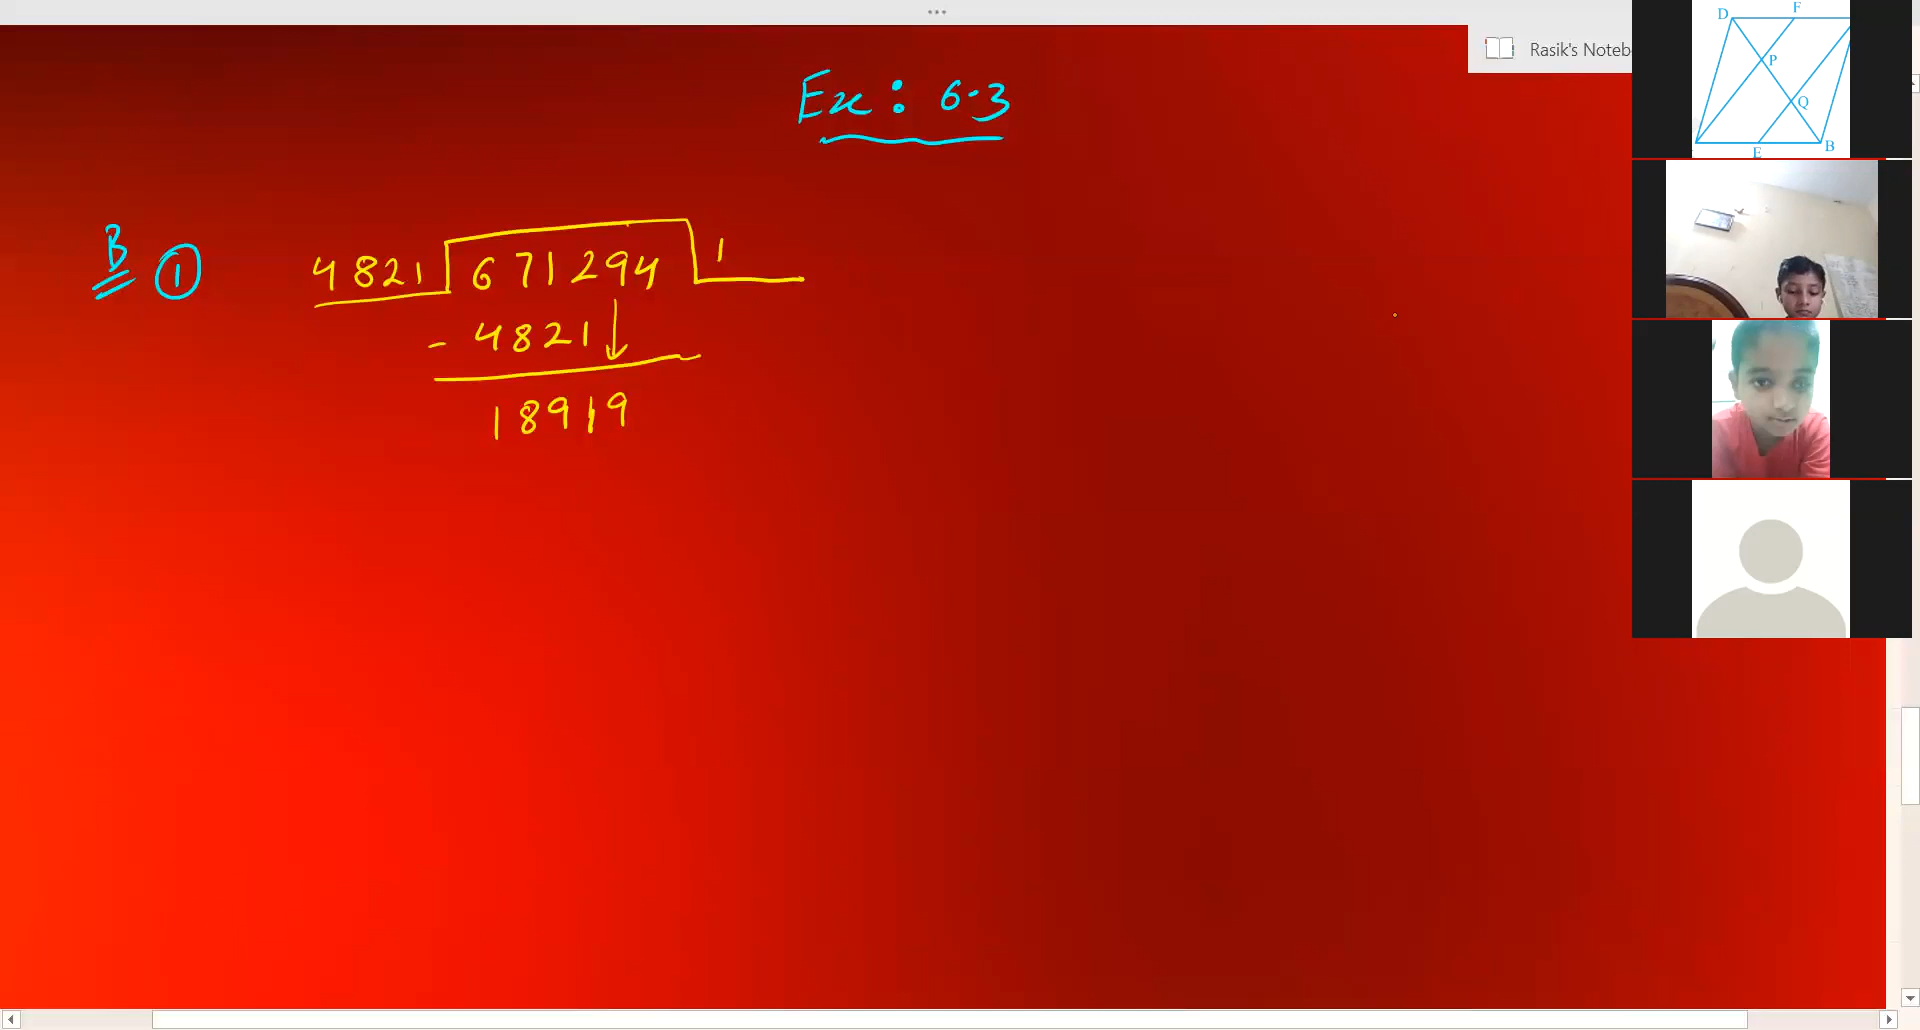 Ex : 6.3
Rasik's Noteb
D F
P
Q
E B
B ① 4821 671294 1
- 4821
18919